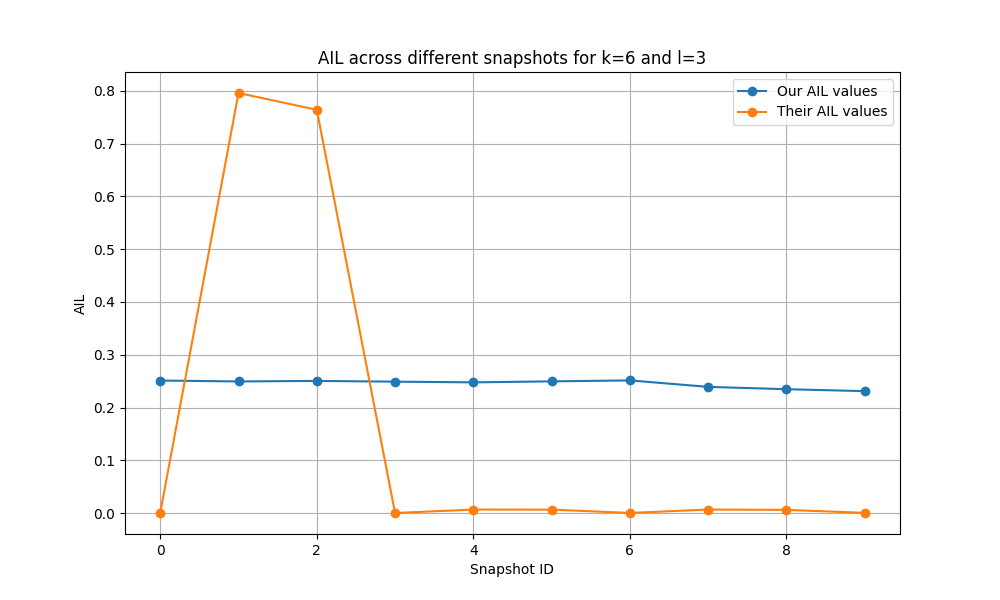 AIL across different snapshots for k=6 and l=3
Our AIL values
Their AIL values
0.8
0.7
0.6
0.5
0.4
0.3
0.2
0.1
0.0
AIL
0 2 4 6 8
Snapshot ID